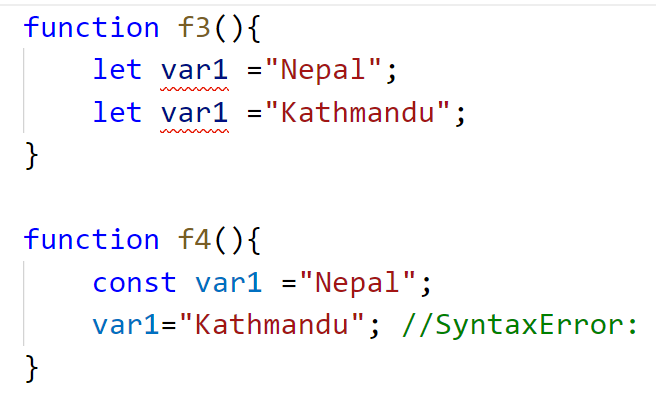 function f3(){
let var1 ="Nepal";
let var1 ="Kathmandu";
}
function f4(){
const var1 ="Nepal";
var1="Kathmandu"; //SyntaxError:
}